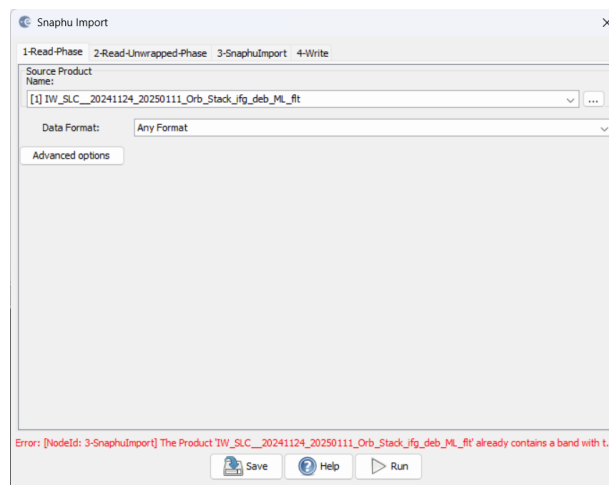 Snaphu Import
1-Read-Phase 2-Read-Unwrapped-Phase 3-SnaphuImport 4-Write
Source Product
Name:
[1] IW_SLC__20241124_20250111_Orb_Stack_ifg_deb_ML_flt ...
Data Format: Any Format
Advanced options
Error: [NodeId: 3-SnaphuImport] The Product 'IW_SLC__20241124_20250111_Orb_Stack_ifg_deb_ML_flt' already contains a band with t...
Save Help Run